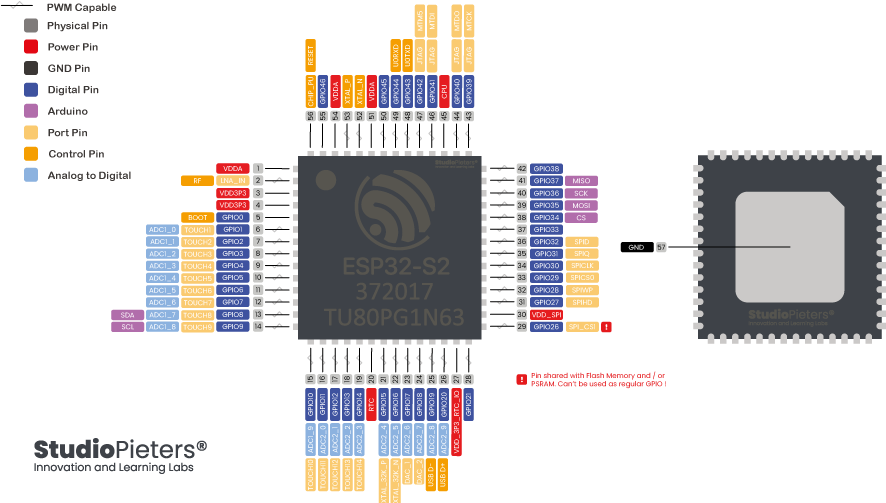 PWM Capable
Physical Pin
Power Pin
GND Pin
Digital Pin
Arduino
Port Pin
Control Pin
Analog to Digital
RESET
U0RXD
U0TXD
MTMS
MTDI
MTDO
MTCK
JTAG
JTAG
JTAG
JTAG
CHIP_PU
GPIO46
VDDA
XTAL_P
XTAL_N
VDDA
GPIO45
GPIO44
GPIO43
GPIO42
GPIO41
CPU
GPIO40
GPIO39
56 55 54 53 52 51 50 49 48 47 46 45 44 43
VDDA 1
RF LNA_IN 2
VDD3P3 3
VDD3P3 4
BOOT GPIO0 5
ADC1_0 TOUCH1 GPIO1 6
ADC1_1 TOUCH2 GPIO2 7
ADC1_2 TOUCH3 GPIO3 8
ADC1_3 TOUCH4 GPIO4 9
ADC1_4 TOUCH5 GPIO5 10
ADC1_5 TOUCH6 GPIO6 11
ADC1_6 TOUCH7 GPIO7 12
SDA ADC1_7 TOUCH8 GPIO8 13
SCL ADC1_8 TOUCH9 GPIO9 14
StudioPieters
ESP32-S2
372017
TU80PG1N63
42 GPIO38
41 GPIO37 MISO
40 GPIO36 SCK
39 GPIO35 MOSI
38 GPIO34 CS
37 GPIO33
36 GPIO32 SPID
35 GPIO31 SPIQ
34 GPIO30 SPICLK
33 GPIO29 SPICS0
32 GPIO28 SPIWP
31 GPIO27 SPIHD
30 VDD_SPI
29 GPIO26 SPI_CS1 !
GND 57
StudioPieters®
Innovation and Learning Labs
! Pin shared with Flash Memory and / or
PSRAM. Can't be used as regular GPIO !
15 16 17 18 19 20 21 22 23 24 25 26 27 28
GPIO10
GPIO11
GPIO12
GPIO13
GPIO14
RTC
GPIO15
GPIO16
GPIO17
GPIO18
GPIO19
GPIO20
VDD_3P3_RTC_IO
GPIO21
ADC1_9
ADC2_0
ADC2_1
ADC2_2
ADC2_3
ADC2_4
ADC2_5
ADC2_6
ADC2_7
ADC2_8
ADC2_9
TOUCH10
TOUCH11
TOUCH12
TOUCH13
TOUCH14
XTAL_32K_P
XTAL_32K_N
DAC_1
DAC_2
USB D-
USB D+
StudioPieters®
Innovation and Learning Labs